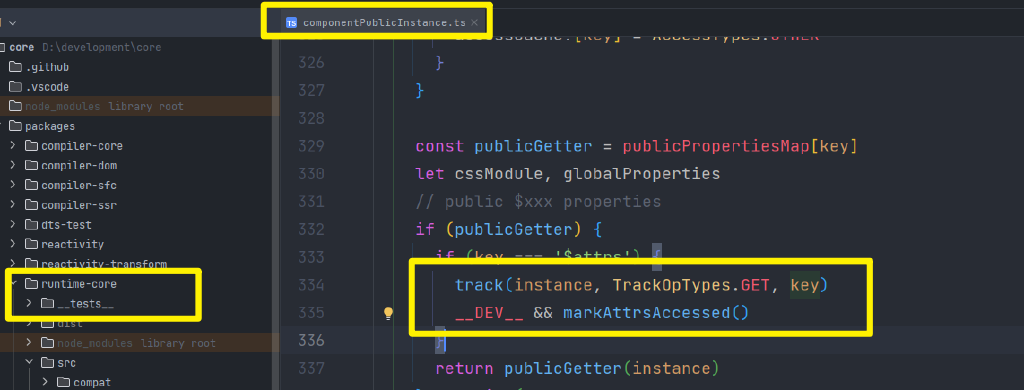 componentPublicInstance.ts
core D:\development\core
.github
.vscode
node_modules library root
packages
compiler-core
compiler-dom
compiler-sfc
compiler-ssr
dts-test
reactivity
reactivity-transform
runtime-core
__tests__
dist
node_modules library root
src
compat
326 }
327 }
328
329 const publicGetter = publicPropertiesMap[key]
330 let cssModule, globalProperties
331 // public $xxx properties
332 if (publicGetter) {
333 if (key === '$attrs') {
334 track(instance, TrackOpTypes.GET, key)
335 __DEV__ && markAttrsAccessed()
336 }
337 return publicGetter(instance)